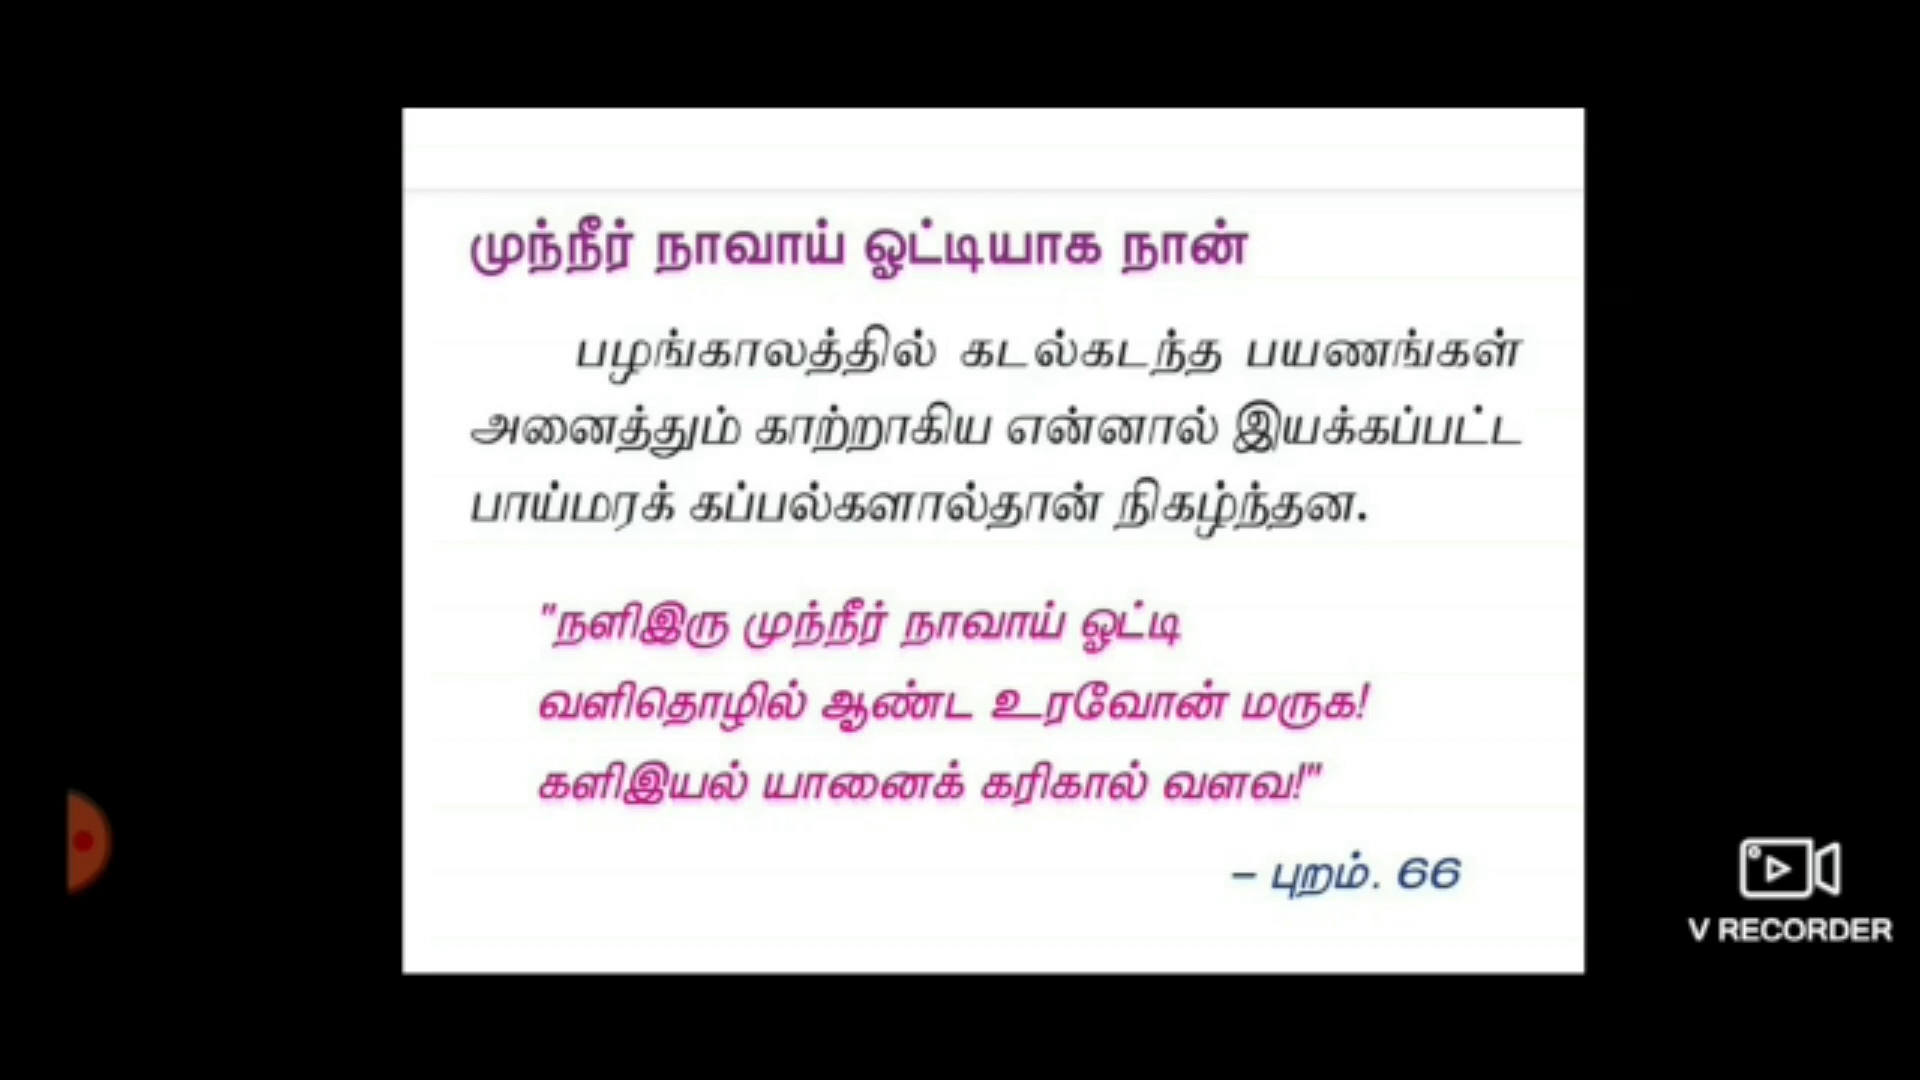 முந்நீர் நாவாய் ஓட்டியாக நான்
பழங்காலத்தில் கடல்கடந்த பயணங்கள்
அனைத்தும் காற்றாகிய என்னால் இயக்கப்பட்ட
பாய்மரக் கப்பல்களால்தான் நிகழ்ந்தன.
"நளிஇரு முந்நீர் நாவாய் ஓட்டி
வளிதொழில் ஆண்ட உரவோன் மருக!
களிஇயல் யானைக் கரிகால் வளவ!"
– புறம். 66
V RECORDER